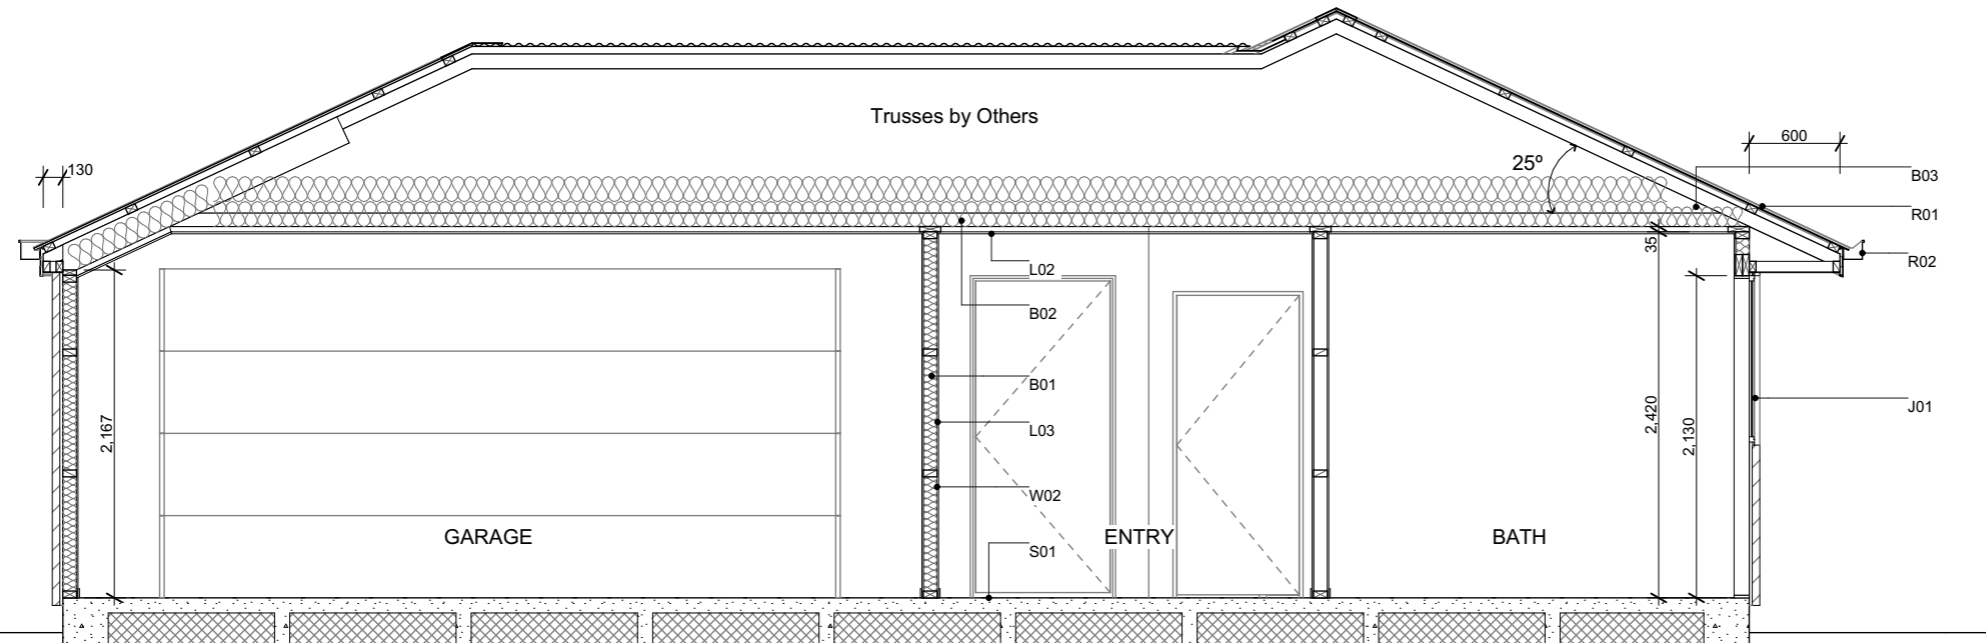 Trusses by Others
600
130
25º
B03
R01
35
R02
L02
B02
B01
J01
2,167
2,420
2,130
L03
W02
GARAGE
ENTRY
BATH
S01